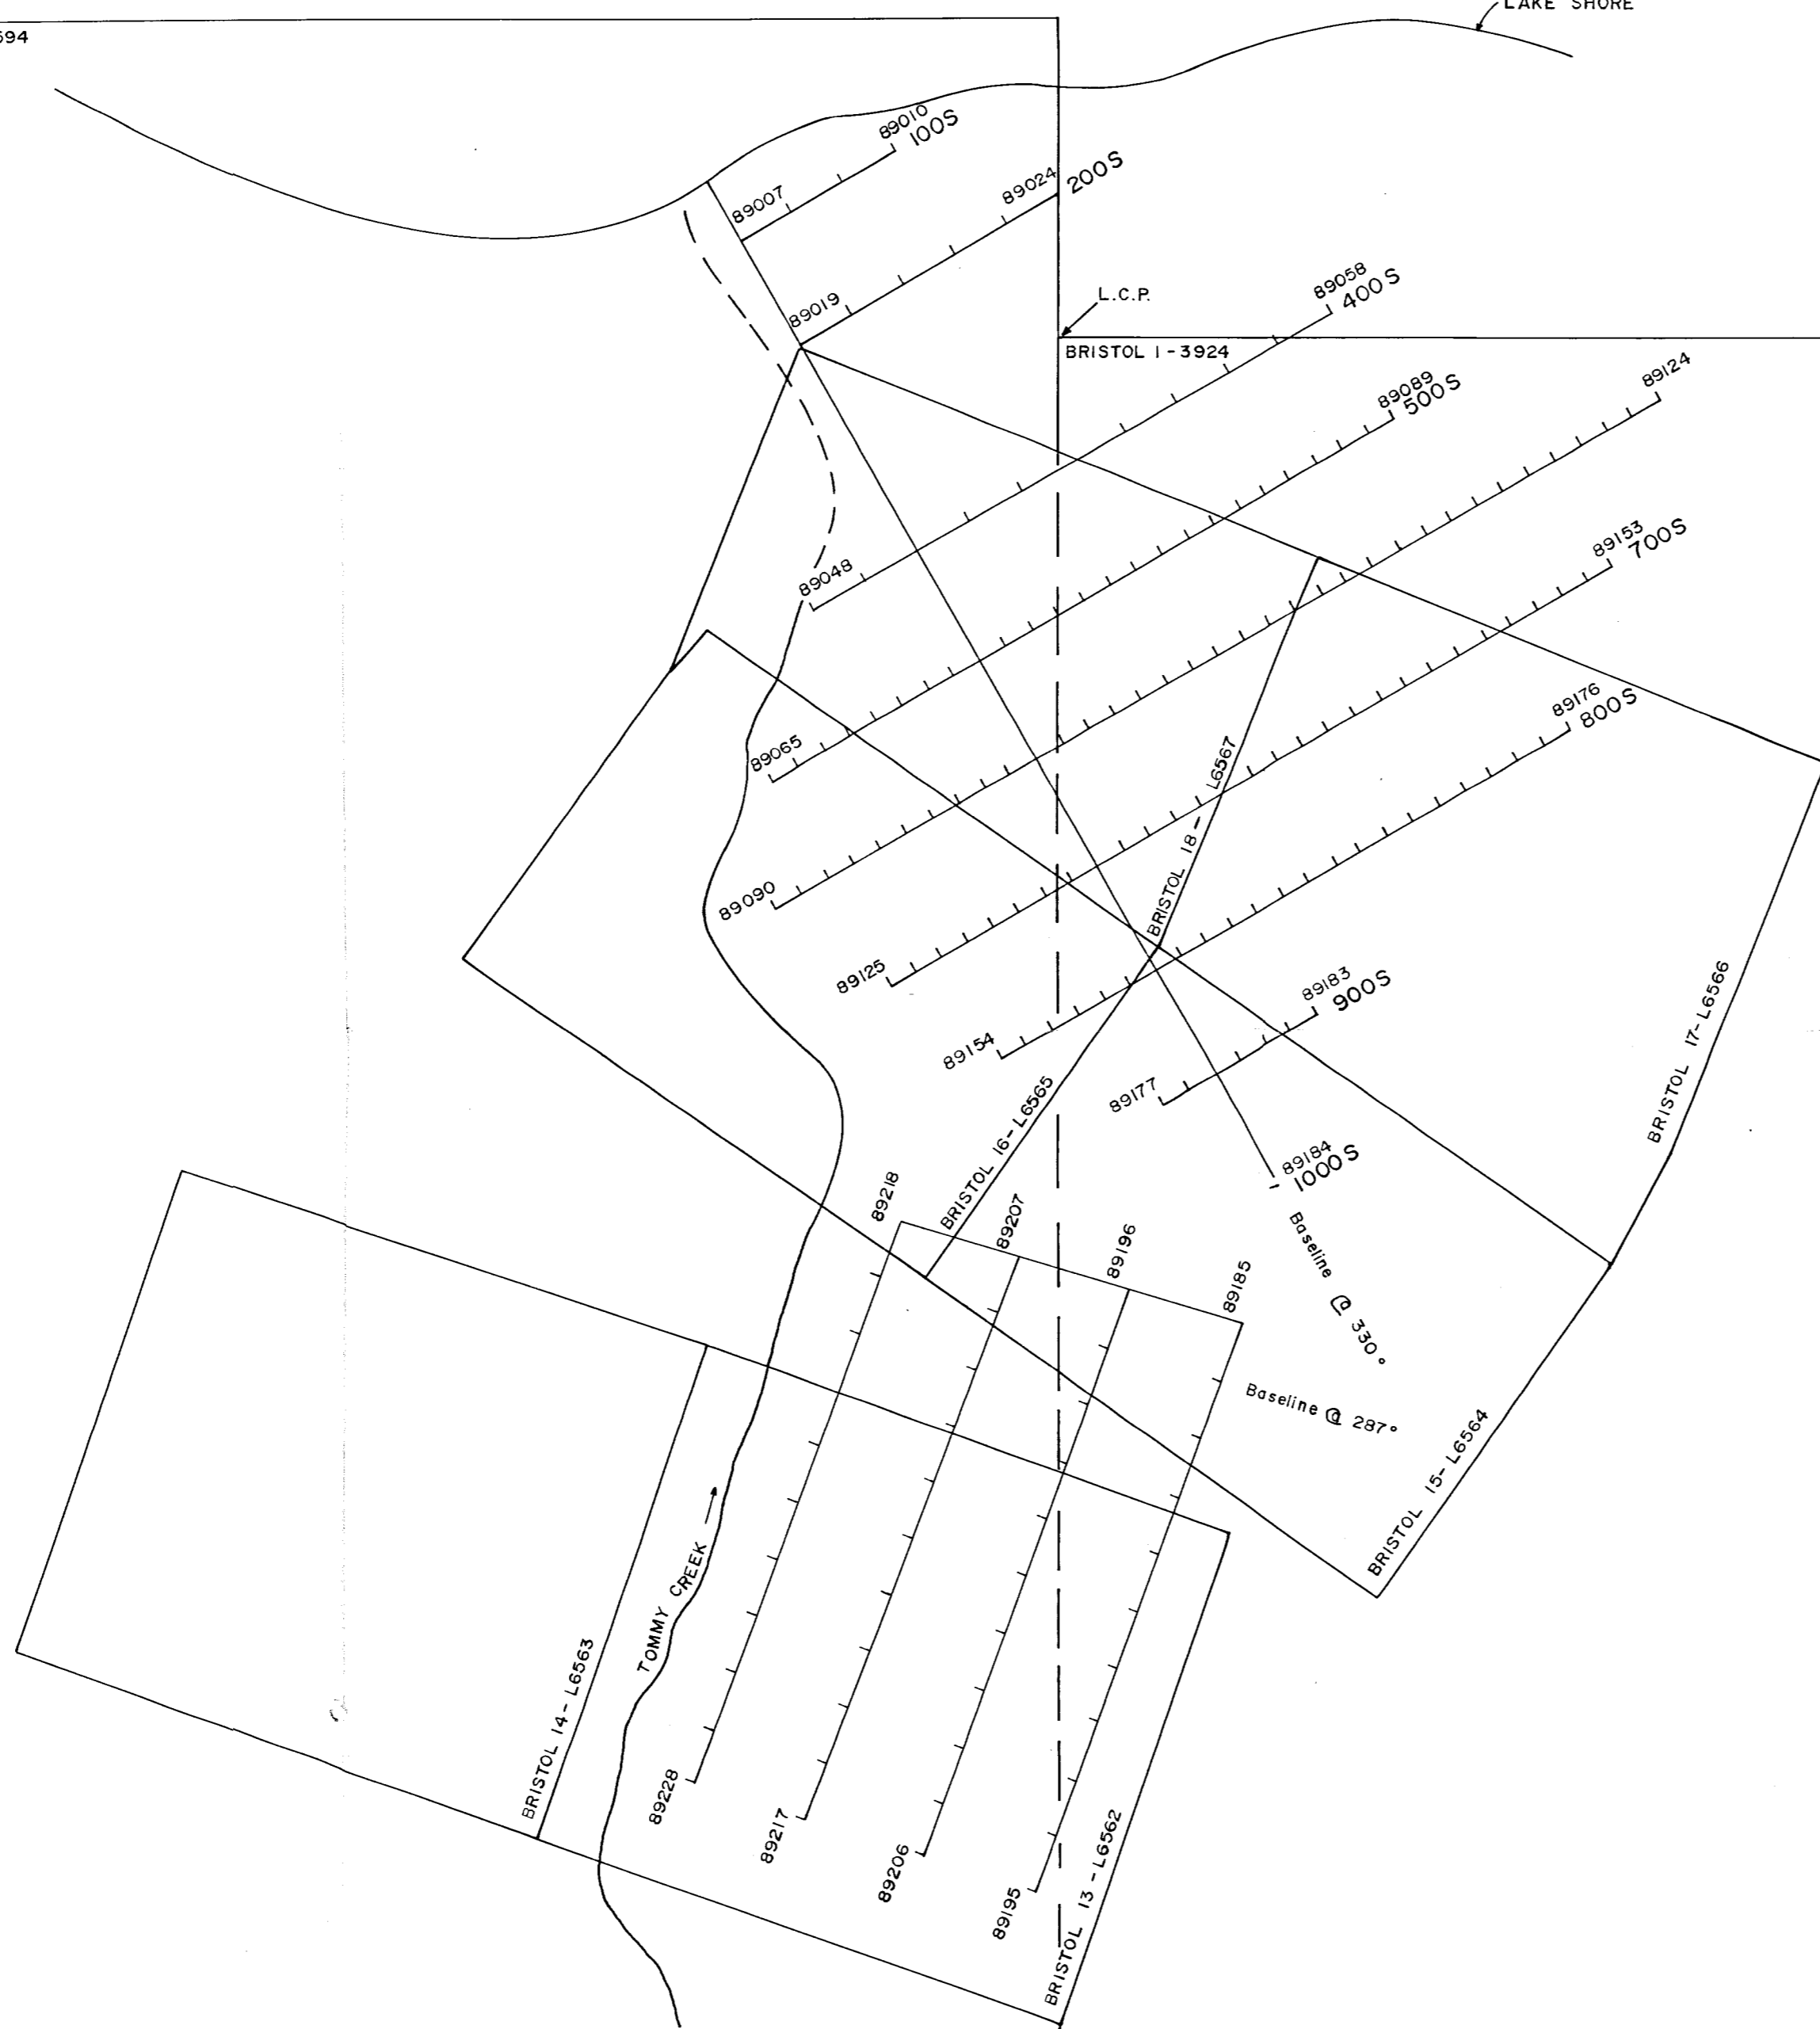 LAKE SHORE
594
89010
100S
89007
89024
200S
89019
89058
400S
L.C.P.
BRISTOL 1-3924
89124
89089
500S
89048
89153
700S
89065
89176
800S
BRISTOL 18 - L6567
89090
89125
89183
900S
BRISTOL 17-L6566
89154
89177
BRISTOL 16-L6565
89184
1000S
89218
89207
89196
89185
Baseline @ 330°
Baseline @ 287°
BRISTOL 15-L6564
TOMMY CREEK
BRISTOL 14-L6563
89228
89217
89206
89195
BRISTOL 13-L6562